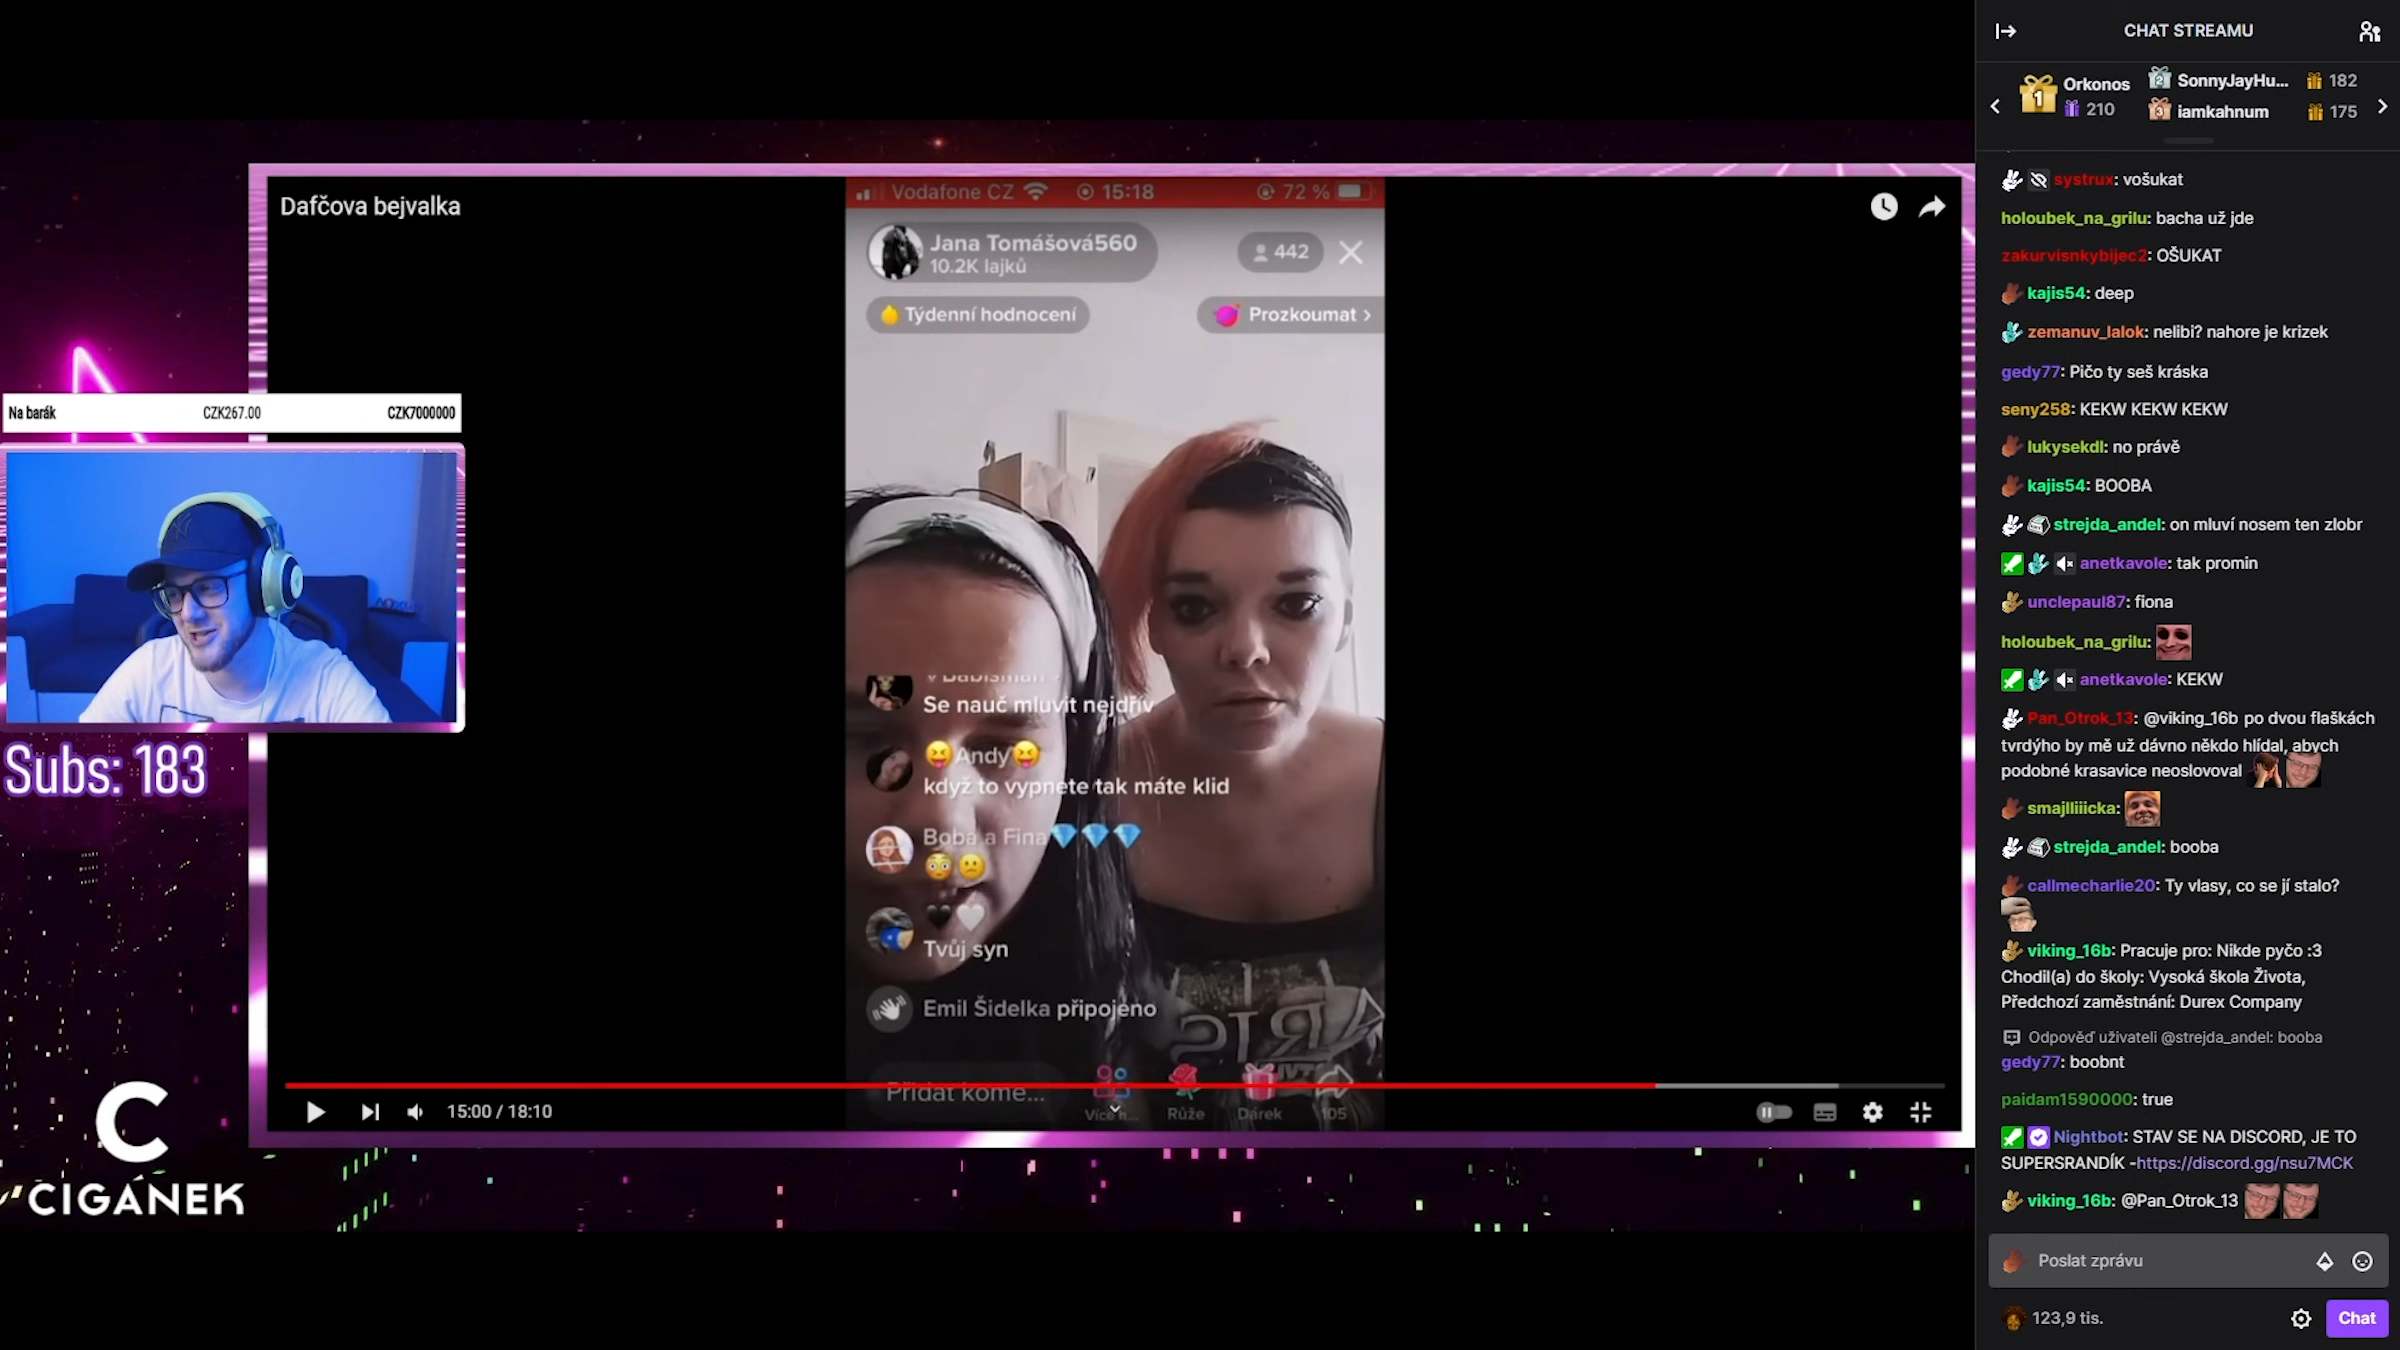 Dafčova bejvalka
Vodafone CZ
15:18
72 %
Jana Tomášová560
10.2K lajků
442
Týdenní hodnocení
Prozkoumat
Na barák
CZK267.00
CZK7000000
Se nauč mluvit nejdřív
Andy
když to vypnete tak máte klid
Boba a Fina
Tvůj syn
Emil Šidelka připojeno
Přidat kome...
Více h...
Růže
Dárek
105
15:00 / 18:10
Subs: 183
C
CIGÁNEK
CHAT STREAMU
1
Orkonos
210
2
SonnyJayHu...
182
3
iamkahnum
175
systrux: vošukat
holoubek_na_grilu: bacha už jde
zakurvisnkybijec2: OŠUKAT
kajis54: deep
zemanuv_lalok: nelibi? nahore je krizek
gedy77: Pičo ty seš kráska
seny258: KEKW KEKW KEKW
lukysekdl: no právě
kajis54: BOOBA
strejda_andel: on mluví nosem ten zlobr
anetkavole: tak promin
unclepaul87: fiona
holoubek_na_grilu:
anetkavole: KEKW
Pan_Otrok_13: @viking_16b po dvou flaškách
tvrdýho by mě už dávno někdo hlídal, abych
podobné krasavice neoslovoval
smajlliiicka:
strejda_andel: booba
callmecharlie20: Ty vlasy, co se jí stalo?
viking_16b: Pracuje pro: Nikde pyčo :3
Chodil(a) do školy: Vysoká škola Života,
Předchozí zaměstnání: Durex Company
Odpověď uživateli @strejda_andel: booba
gedy77: boobnt
paidam1590000: true
Nightbot: STAV SE NA DISCORD, JE TO
SUPERSRANDÍK -https://discord.gg/nsu7MCK
viking_16b: @Pan_Otrok_13
Poslat zprávu
123,9 tis.
Chat